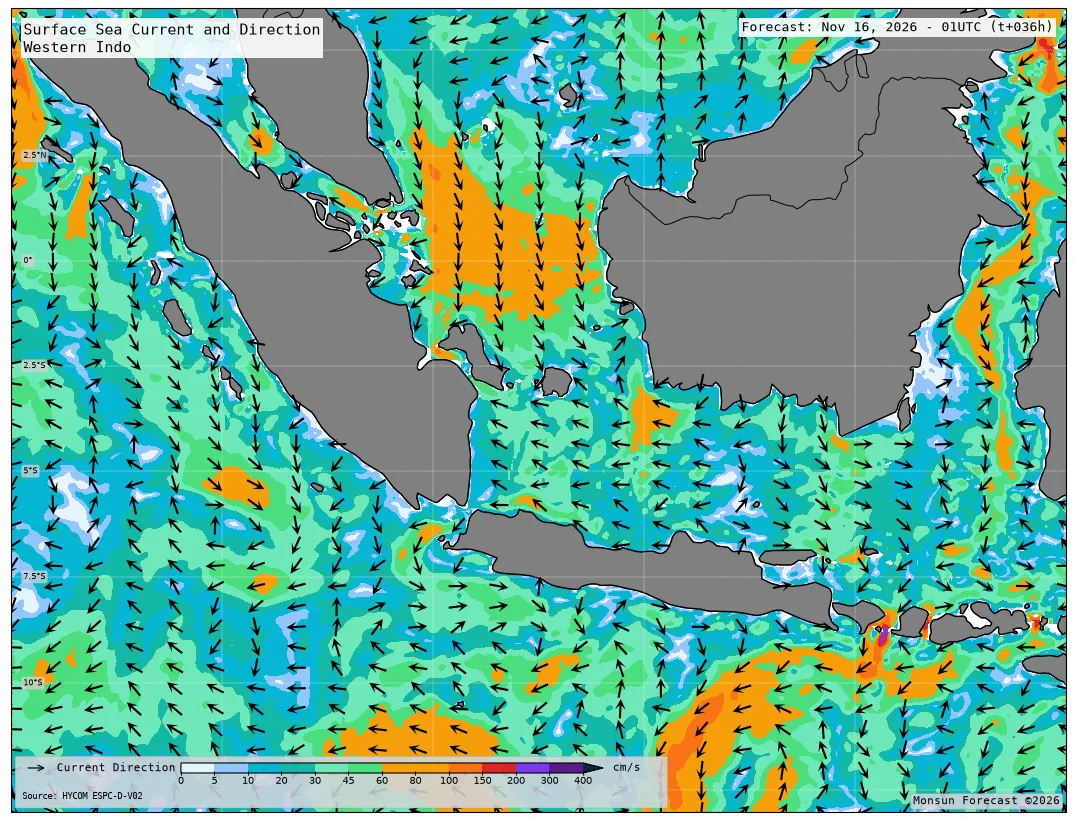 Surface Sea Current and Direction
Western Indo
Forecast: Nov 16, 2026 - 01UTC (t+036h)
2.5°N
0°
2.5°S
5°S
7.5°S
10°S
Current Direction
0 5 10 20 30 45 60 80 100 150 200 300 400
cm/s
Source: HYCOM ESPC-D-V02
Monsun Forecast ©2026